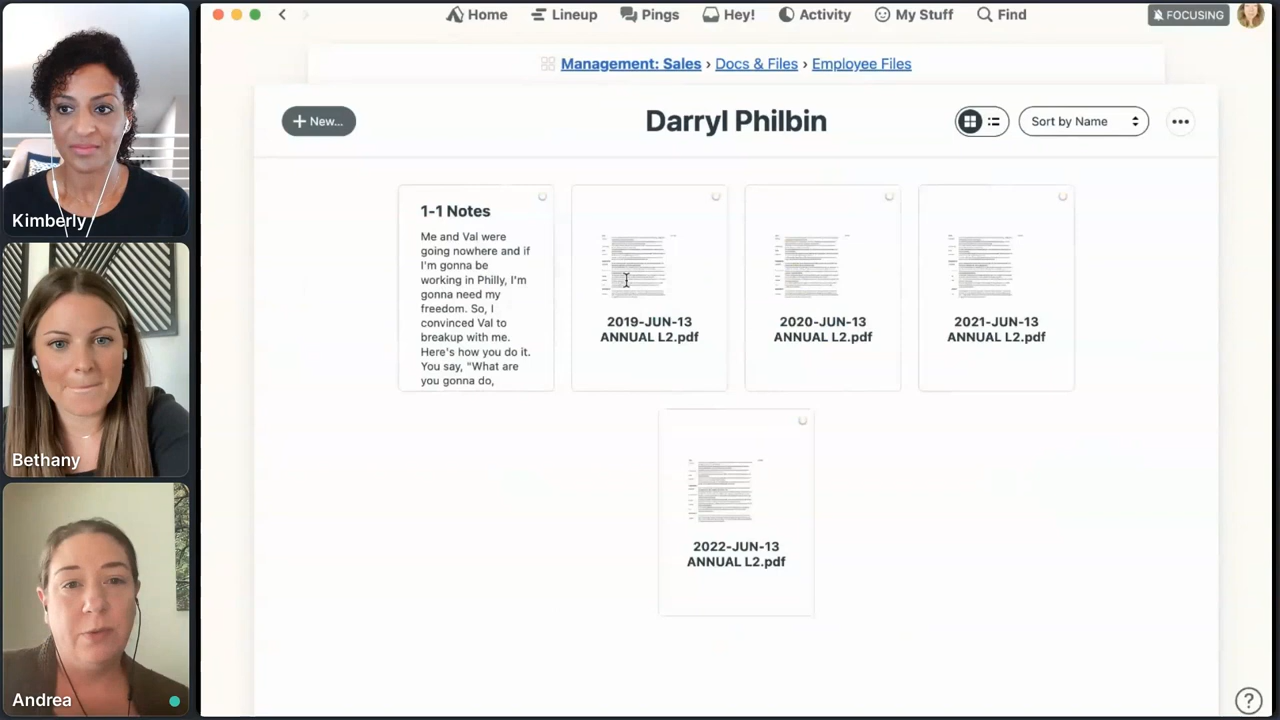 Home Lineup Pings Hey! Activity My Stuff Find FOCUSING
Management: Sales › Docs & Files › Employee Files
+ New...
Darryl Philbin
Sort by Name
1-1 Notes
Me and Val were
going nowhere and if
I'm gonna be
working in Philly, I'm
gonna need my
freedom. So, I
convinced Val to
breakup with me.
Here's how you do it.
You say, "What are
you gonna do,
2019-JUN-13
ANNUAL L2.pdf
2020-JUN-13
ANNUAL L2.pdf
2021-JUN-13
ANNUAL L2.pdf
2022-JUN-13
ANNUAL L2.pdf
Kimberly
Bethany
Andrea
?